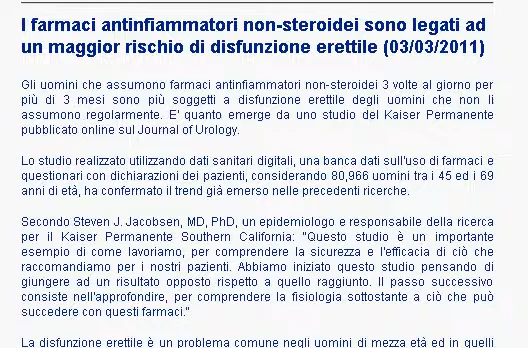 I farmaci antinfiammatori non-steroidei sono legati ad
un maggior rischio di disfunzione erettile (03/03/2011)
Gli uomini che assumono farmaci antinfiammatori non-steroidei 3 volte al giorno per
più di 3 mesi sono più soggetti a disfunzione erettile degli uomini che non li
assumono regolarmente. E' quanto emerge da uno studio del Kaiser Permanente
pubblicato online sul Journal of Urology.
Lo studio realizzato utilizzando dati sanitari digitali, una banca dati sull'uso di farmaci e
questionari con dichiarazioni dei pazienti, considerando 80,966 uomini tra i 45 ed i 69
anni di età, ha confermato il trend già emerso nelle precedenti ricerche.
Secondo Steven J. Jacobsen, MD, PhD, un epidemiologo e responsabile della ricerca
per il Kaiser Permanente Southern California: "Questo studio è un importante
esempio di come lavoriamo, per comprendere la sicurezza e l'efficacia di ciò che
raccomandiamo per i nostri pazienti. Abbiamo iniziato questo studio pensando di
giungere ad un risultato opposto rispetto a quello raggiunto. Il passo successivo
consiste nell'approfondire, per comprendere la fisiologia sottostante a ciò che può
succedere con questi farmaci."
La disfunzione erettile è un problema comune negli uomini di mezza età ed in quelli